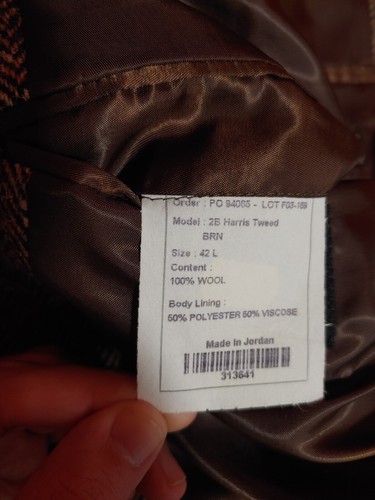 Order : PO 94065 - LOT F03-169
Model : 2B Harris Tweed
BRN
Size : 42 L
Content :
100% WOOL
Body Lining :
50% POLYESTER 50% VISCOSE
Made In Jordan
313641